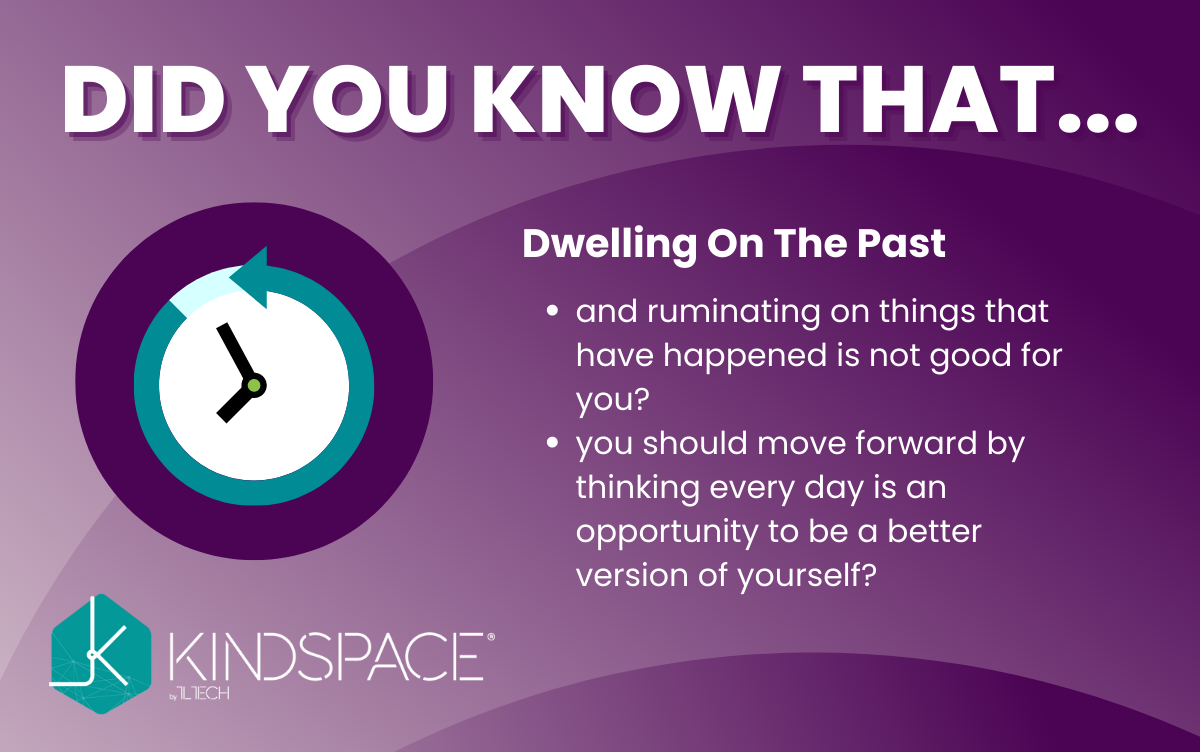 DID YOU KNOW THAT...
Dwelling On The Past
• and ruminating on things that
have happened is not good for
you?
• you should move forward by
thinking every day is an
opportunity to be a better
version of yourself?
KINDSPACE®
by TLTECH